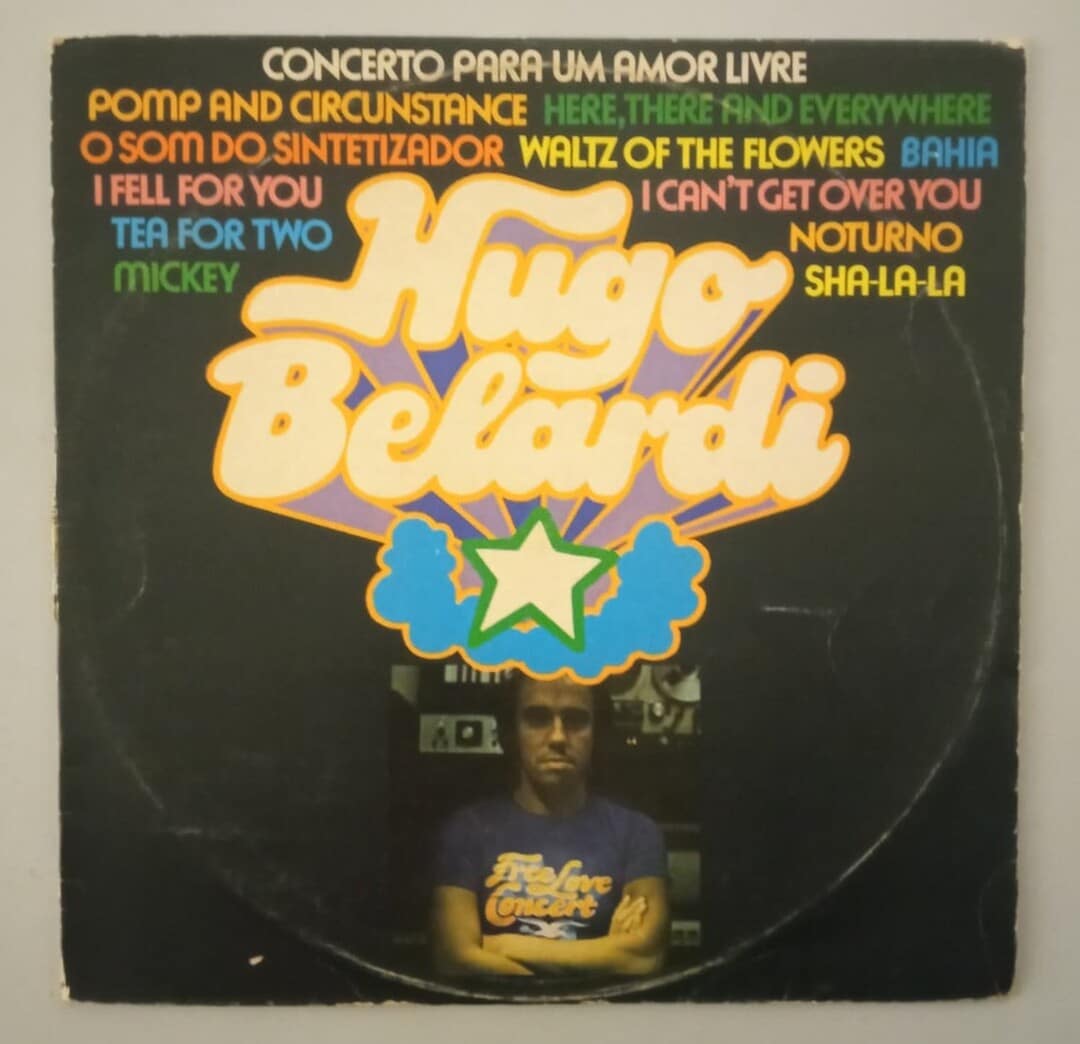 CONCERTO PARA UM AMOR LIVRE
POMP AND CIRCUNSTANCE HERE, THERE AND EVERYWHERE
O SOM DO SINTETIZADOR WALTZ OF THE FLOWERS BAHIA
I FELL FOR YOU I CAN'T GET OVER YOU
TEA FOR TWO NOTURNO
MICKEY SHA-LA-LA
Hugo
Belardi
Free Love
Concert